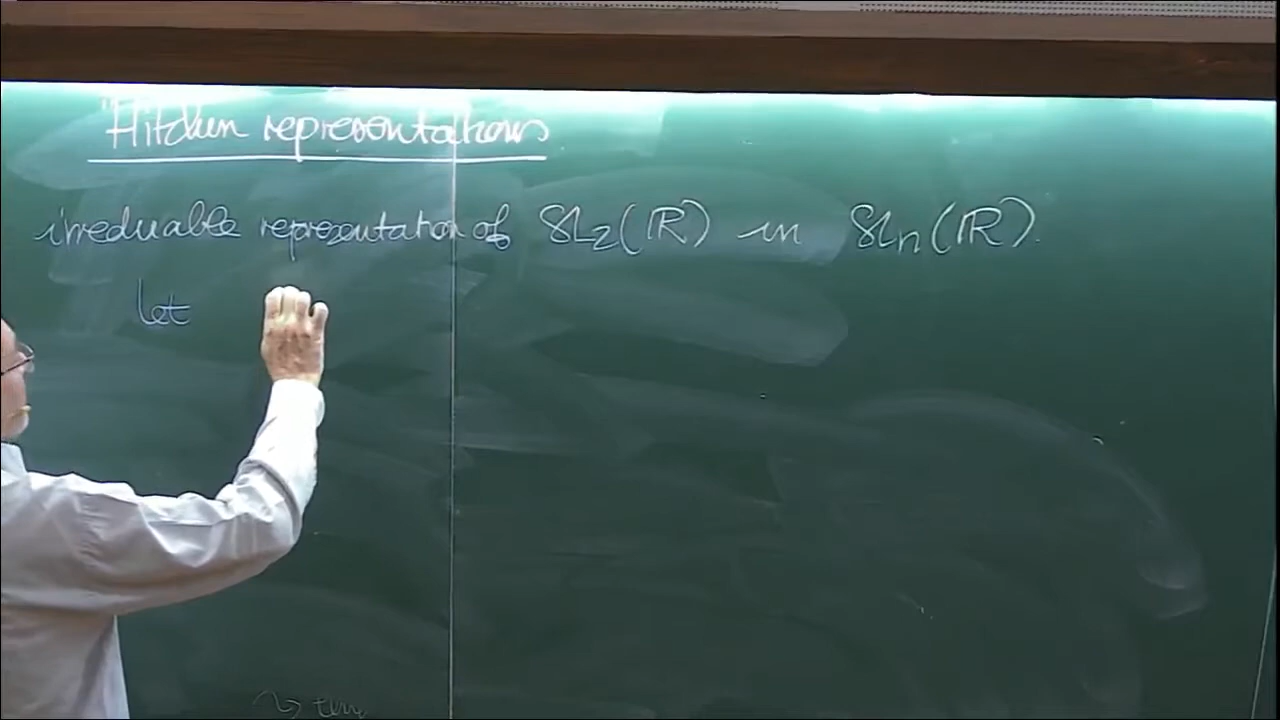 Hitchin representations
irreducible representation of SL₂(ℝ) in SLₙ(ℝ).
let